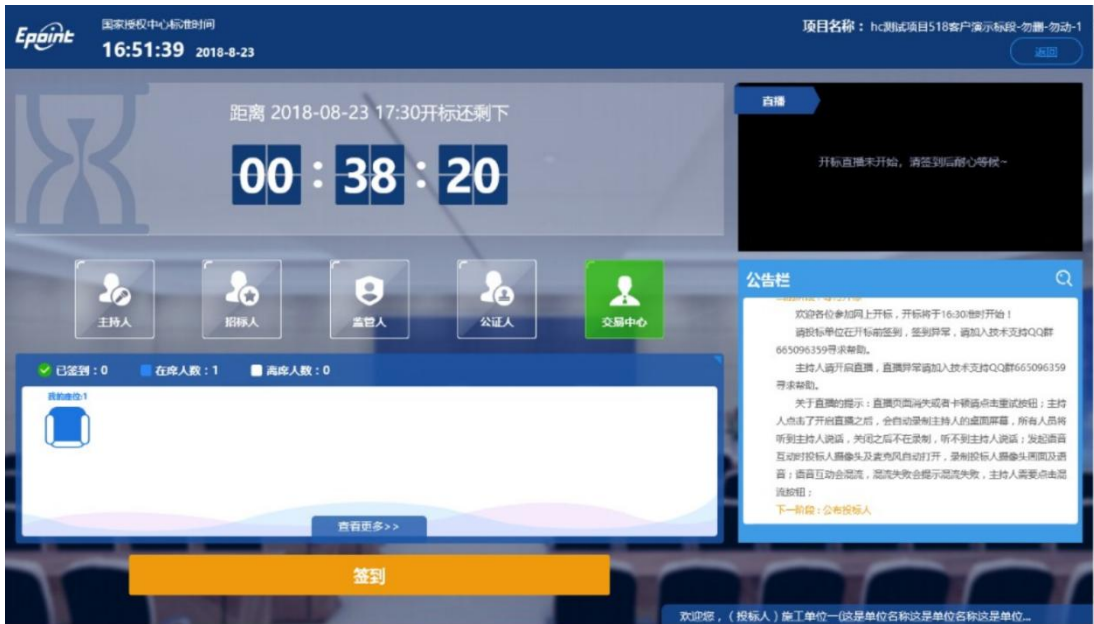 Epoint
国家授权中心标准时间
16:51:39 2018-8-23
项目名称：hc测试项目518客户演示标段-勿删-勿动-1
返回
距离 2018-08-23 17:30开标还剩下
00 : 38 : 20
直播
开标直播未开始，请签到后耐心等候~
主持人
招标人
监管人
公证人
交易中心
公告栏
欢迎各位参加网上开标，开标将于16:30准时开始！
请投标单位在开标前签到，签到异常，请加入技术支持QQ群
665096359寻求帮助。
主持人请开启直播，直播异常请加入技术支持QQ群665096359
寻求帮助。
关于直播的提示：直播页面消失或者卡顿请点击重试按钮；主持
人点击了开启直播之后，会自动录制主持人的桌面屏幕，所有人员将
听到主持人说话，关闭之后不在录制，听不到主持人说话；发起语音
互动时投标人摄像头及麦克风自动打开，录制投标人摄像头画面及语
音；语音互动会混流，混流失败会提示混流失败，主持人需要点击混
流按钮；
下一阶段：公布投标人
已签到：0 在席人数：1 离席人数：0
我的座位:1
查看更多>>
签到
欢迎您，（投标人）施工单位一(这是单位名称这是单位名称这是单位...